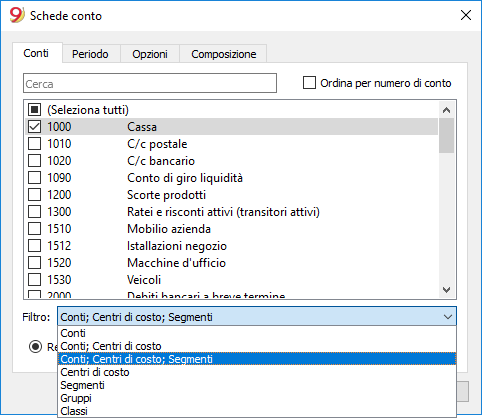 Schede conto
Conti Periodo Opzioni Composizione
Cerca
Ordina per numero di conto
(Seleziona tutti)
1000 Cassa
1010 C/c postale
1020 C/c bancario
1090 Conto di giro liquidità
1200 Scorte prodotti
1300 Ratei e risconti attivi (transitori attivi)
1510 Mobilio azienda
1512 Istallazioni negozio
1520 Macchine d'ufficio
1530 Veicoli
2000 Debiti bancari a breve termine
Filtro: Conti; Centri di costo; Segmenti
Conti
Conti; Centri di costo
Conti; Centri di costo; Segmenti
Centri di costo
Segmenti
Gruppi
Classi